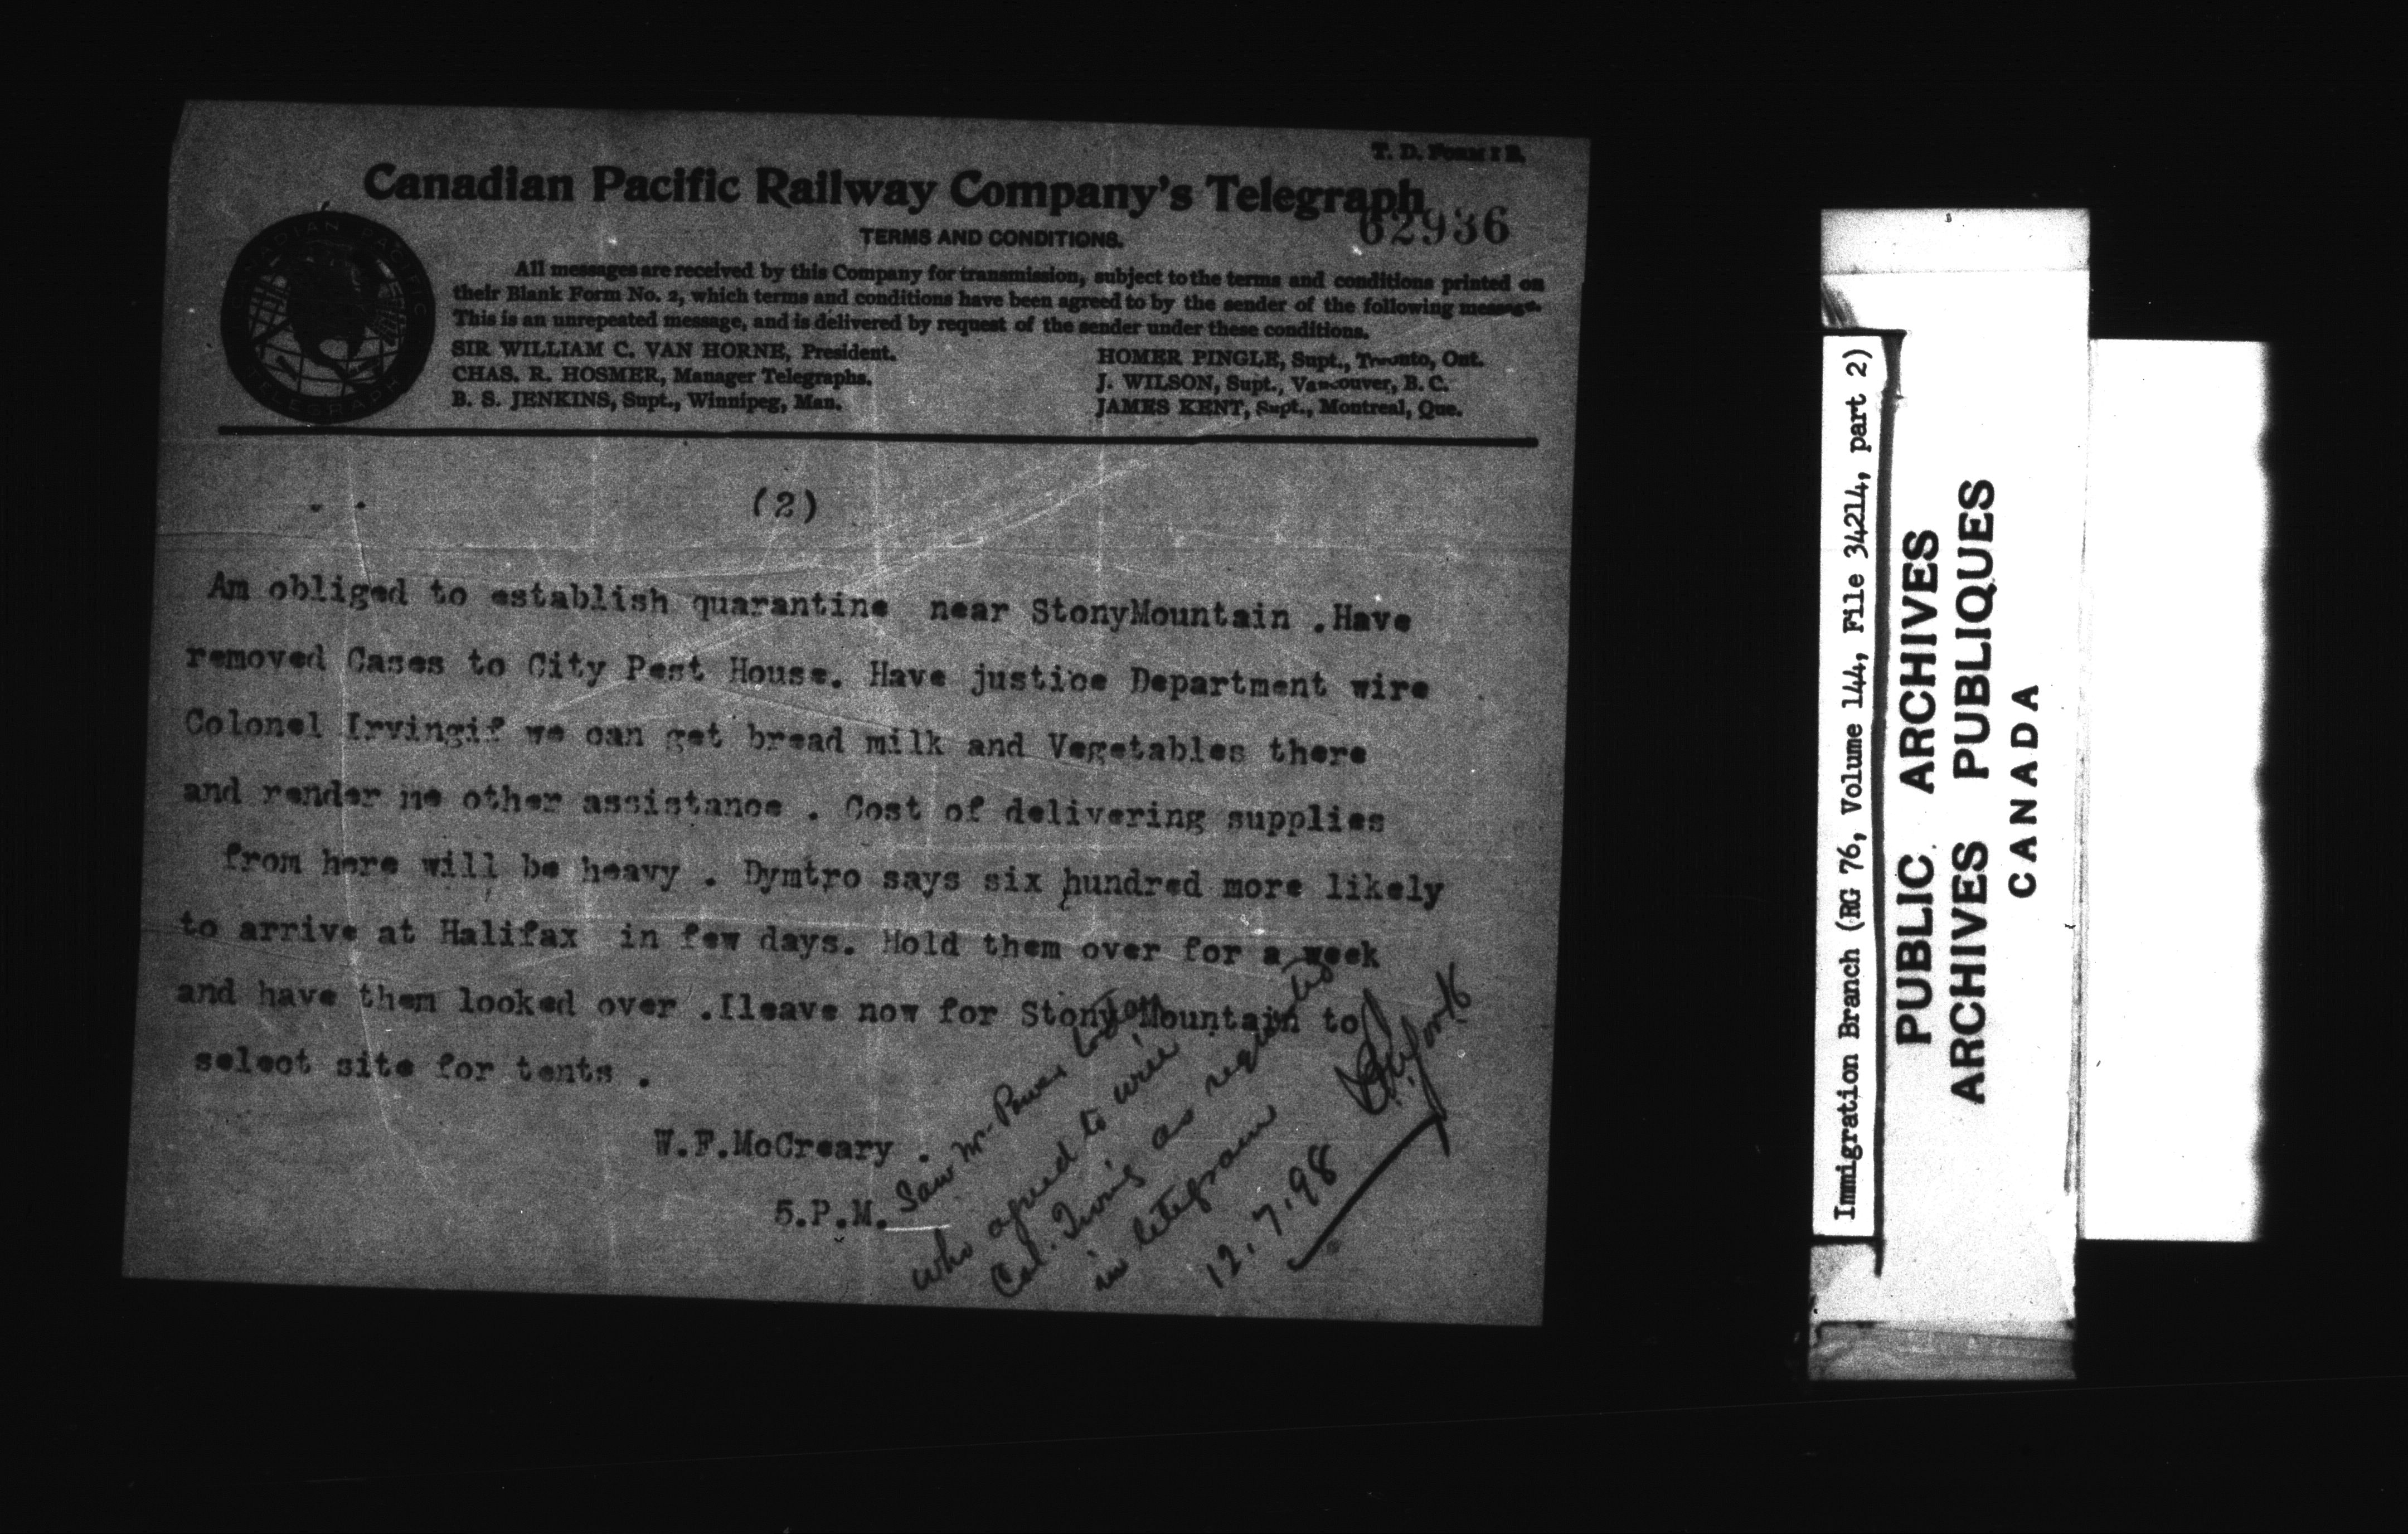 T. D. FORM 1 B.
Canadian Pacific Railway Company's Telegraph
62936
TERMS AND CONDITIONS.
All messages are received by this Company for transmission, subject to the terms and conditions printed on
their Blank Form No. 2, which terms and conditions have been agreed to by the sender of the following message.
This is an unrepeated message, and is delivered by request of the sender under these conditions.
SIR WILLIAM C. VAN HORNE, President.
CHAS. R. HOSMER, Manager Telegraphs.
B. S. JENKINS, Supt., Winnipeg, Man.
HOMER PINGLE, Supt., Toronto, Ont.
J. WILSON, Supt., Vancouver, B. C.
JAMES KENT, Supt., Montreal, Que.
CANADIAN PACIFIC
TELEGRAPH
(2)
Am obliged to establish quarantine near StonyMountain .Have
removed Cases to City Pest House. Have justice Department wire
Colonel Irvingif we can get bread milk and Vegetables there
and render me other assistance . Cost of delivering supplies
from here will be heavy . Dymtro says six hundred more likely
to arrive at Halifax in few days. Hold them over for a week
and have them looked over .Ileave now for Stony Mountain to
select site for tents .
W.F.McCreary .
5.P.M.
Saw Mr. Power
who agreed to wire
Col. Irving as requested
in telegram
12.7.98
Immigration Branch (RG 76, Volume 144, File 34214, part 2)
PUBLIC ARCHIVES
ARCHIVES PUBLIQUES
CANADA